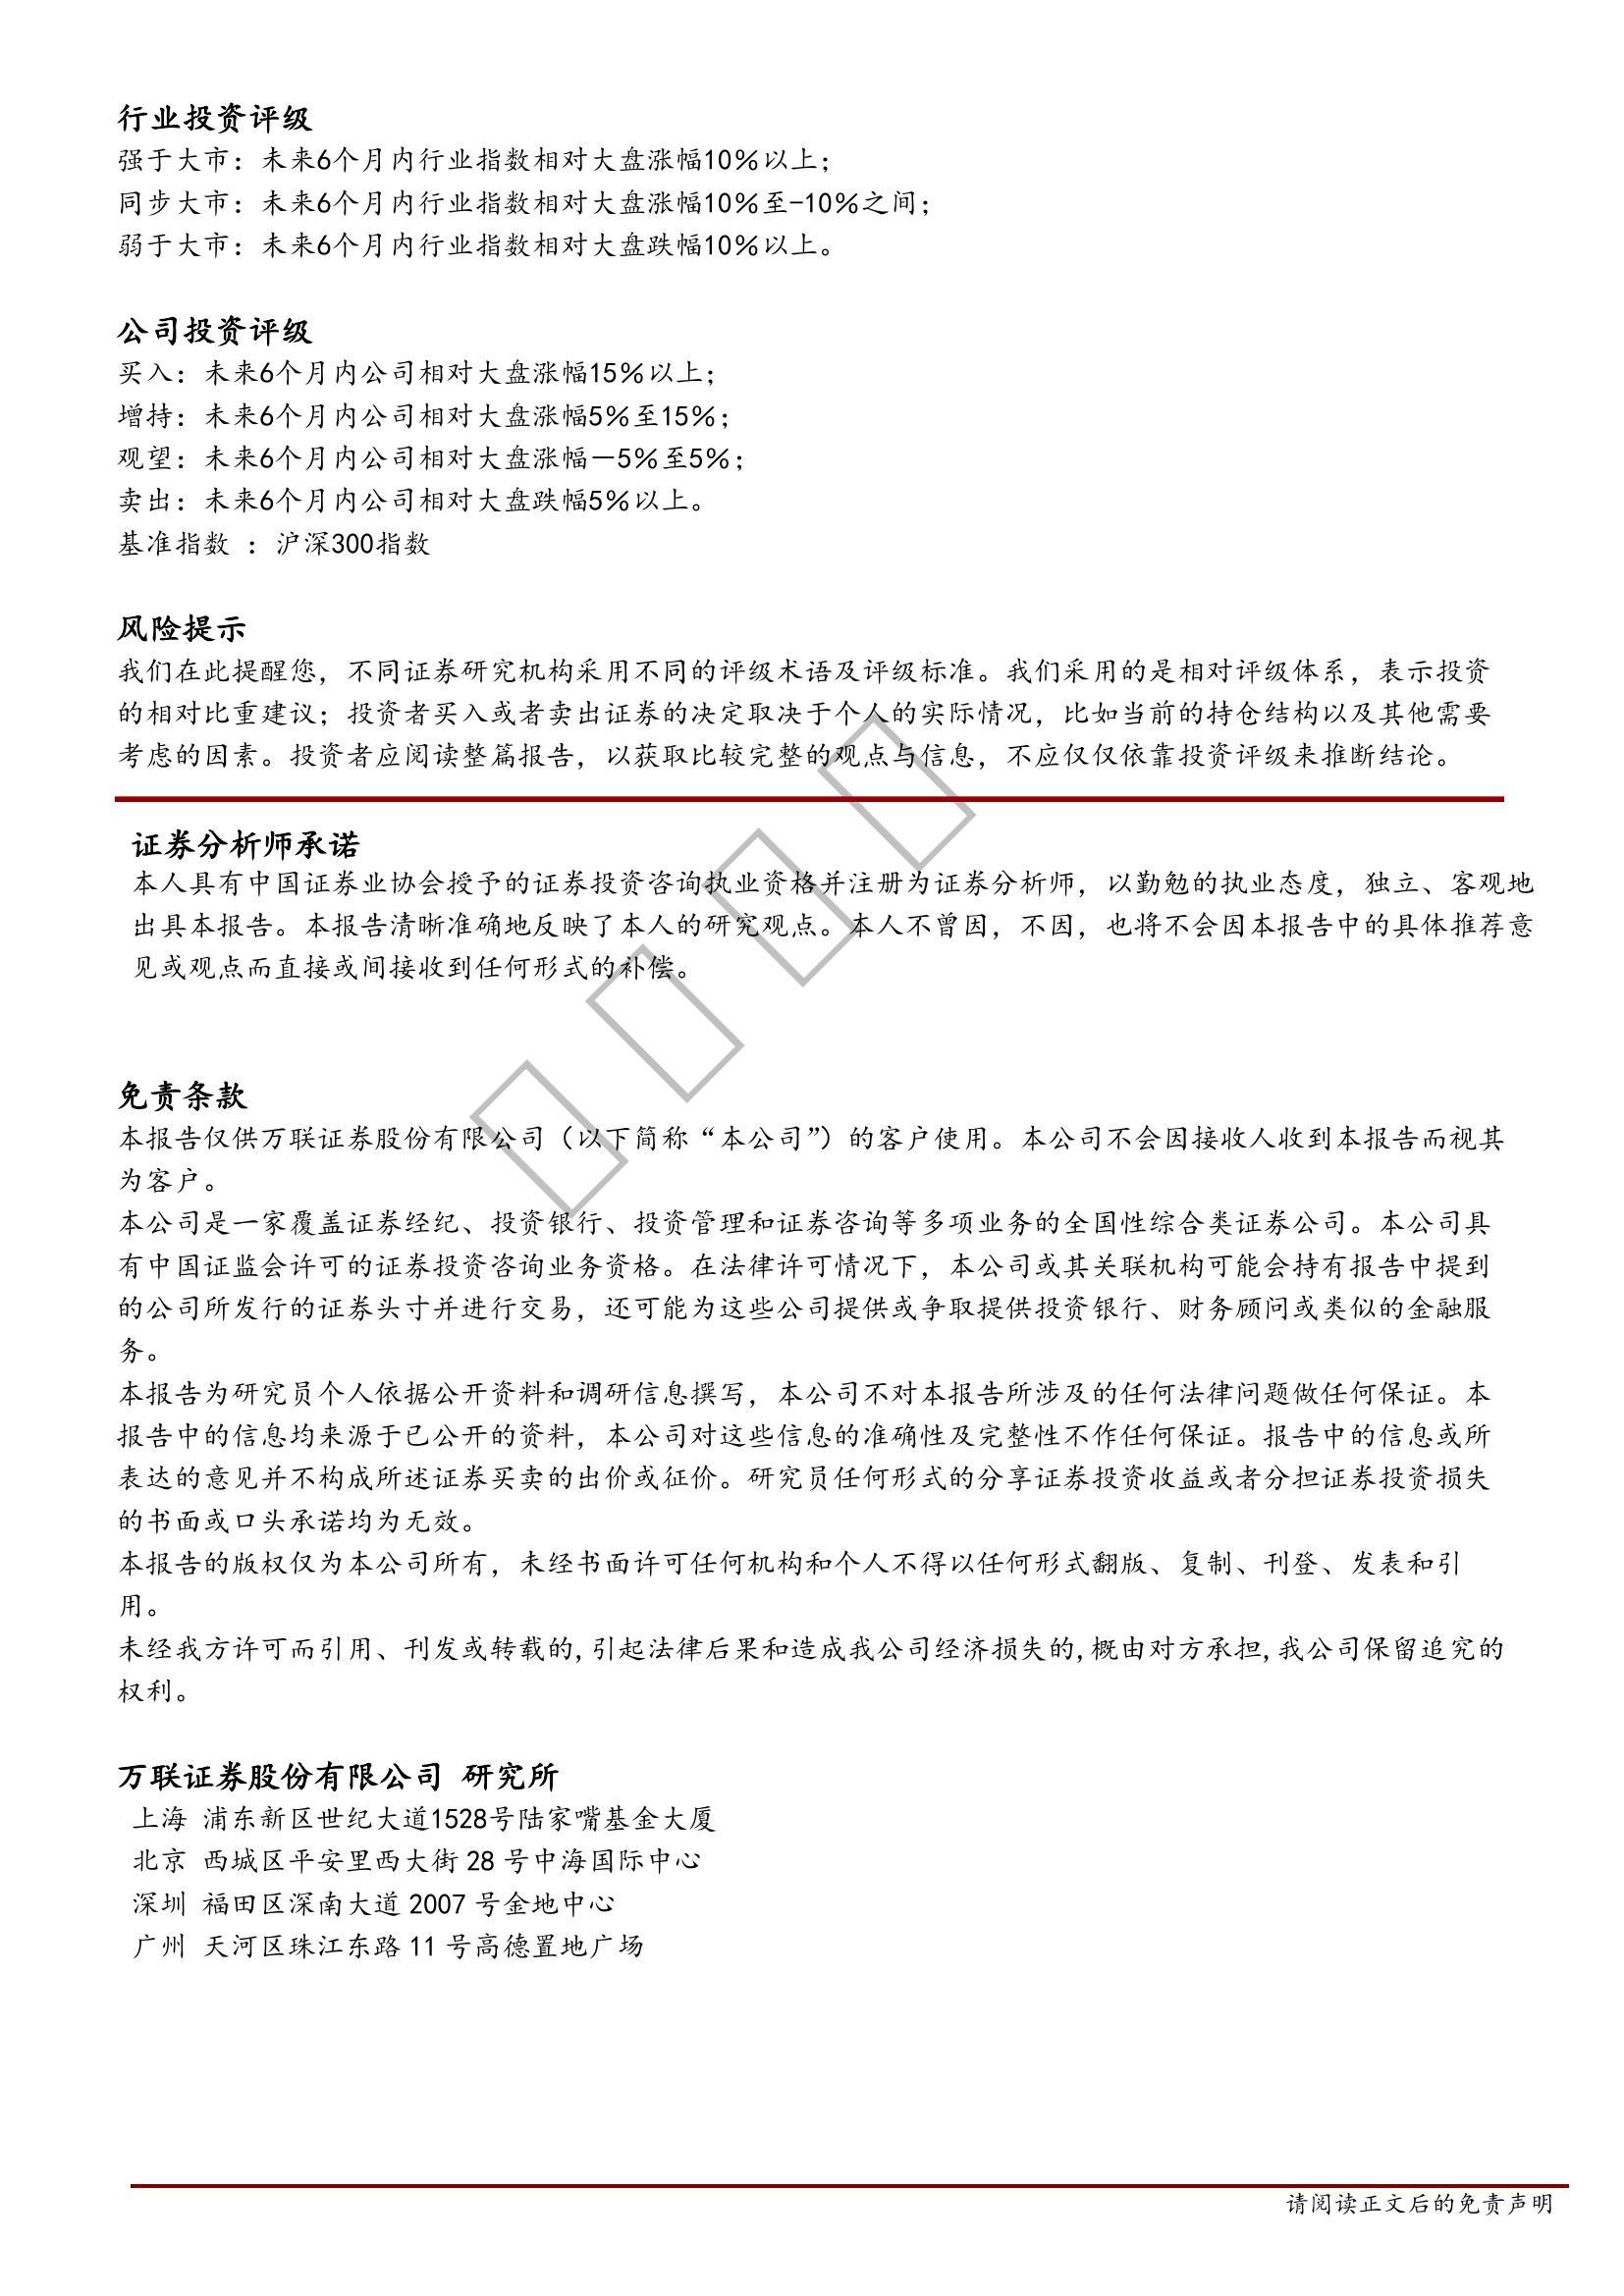 行业投资评级
强于大市：未来6个月内行业指数相对大盘涨幅10％以上；
同步大市：未来6个月内行业指数相对大盘涨幅10％至-10％之间；
弱于大市：未来6个月内行业指数相对大盘跌幅10％以上。
公司投资评级
买入：未来6个月内公司相对大盘涨幅15％以上；
增持：未来6个月内公司相对大盘涨幅5％至15％；
观望：未来6个月内公司相对大盘涨幅－5％至5％；
卖出：未来6个月内公司相对大盘跌幅5％以上。
基准指数 ：沪深300指数
风险提示
我们在此提醒您，不同证券研究机构采用不同的评级术语及评级标准。我们采用的是相对评级体系，表示投资
的相对比重建议；投资者买入或者卖出证券的决定取决于个人的实际情况，比如当前的持仓结构以及其他需要
考虑的因素。投资者应阅读整篇报告，以获取比较完整的观点与信息，不应仅仅依靠投资评级来推断结论。
证券分析师承诺
本人具有中国证券业协会授予的证券投资咨询执业资格并注册为证券分析师，以勤勉的执业态度，独立、客观地
出具本报告。本报告清晰准确地反映了本人的研究观点。本人不曾因，不因，也将不会因本报告中的具体推荐意
见或观点而直接或间接收到任何形式的补偿。
免责条款
本报告仅供万联证券股份有限公司（以下简称“本公司”）的客户使用。本公司不会因接收人收到本报告而视其
为客户。
本公司是一家覆盖证券经纪、投资银行、投资管理和证券咨询等多项业务的全国性综合类证券公司。本公司具
有中国证监会许可的证券投资咨询业务资格。在法律许可情况下，本公司或其关联机构可能会持有报告中提到
的公司所发行的证券头寸并进行交易，还可能为这些公司提供或争取提供投资银行、财务顾问或类似的金融服
务。
本报告为研究员个人依据公开资料和调研信息撰写，本公司不对本报告所涉及的任何法律问题做任何保证。本
报告中的信息均来源于已公开的资料，本公司对这些信息的准确性及完整性不作任何保证。报告中的信息或所
表达的意见并不构成所述证券买卖的出价或征价。研究员任何形式的分享证券投资收益或者分担证券投资损失
的书面或口头承诺均为无效。
本报告的版权仅为本公司所有，未经书面许可任何机构和个人不得以任何形式翻版、复制、刊登、发表和引
用。
未经我方许可而引用、刊发或转载的,引起法律后果和造成我公司经济损失的,概由对方承担,我公司保留追究的
权利。
万联证券股份有限公司 研究所
上海 浦东新区世纪大道1528号陆家嘴基金大厦
北京 西城区平安里西大街 28 号中海国际中心
深圳 福田区深南大道 2007 号金地中心
广州 天河区珠江东路 11 号高德置地广场
请阅读正文后的免责声明